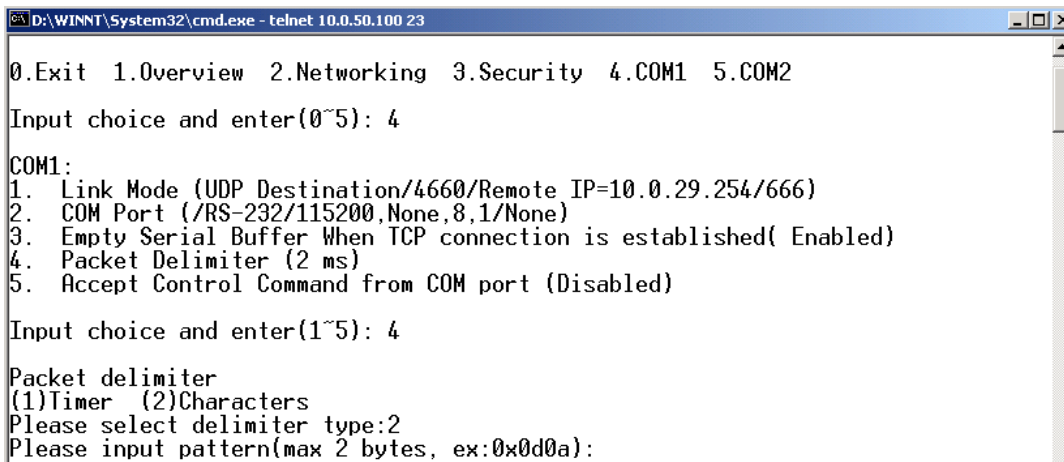 D:\WINNT\System32\cmd.exe - telnet 10.0.50.100 23
0.Exit  1.Overview  2.Networking  3.Security  4.COM1  5.COM2
Input choice and enter(0~5): 4
COM1:
1.  Link Mode (UDP Destination/4660/Remote IP=10.0.29.254/666)
2.  COM Port (/RS-232/115200,None,8,1/None)
3.  Empty Serial Buffer When TCP connection is established( Enabled)
4.  Packet Delimiter (2 ms)
5.  Accept Control Command from COM port (Disabled)
Input choice and enter(1~5): 4
Packet delimiter
(1)Timer  (2)Characters
Please select delimiter type:2
Please input pattern(max 2 bytes, ex:0x0d0a):